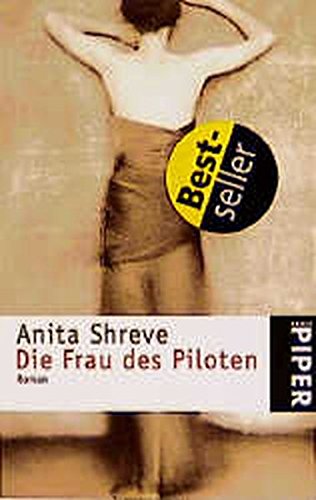 Best-
seller
Anita Shreve
Die Frau des Piloten
Roman
PIPER